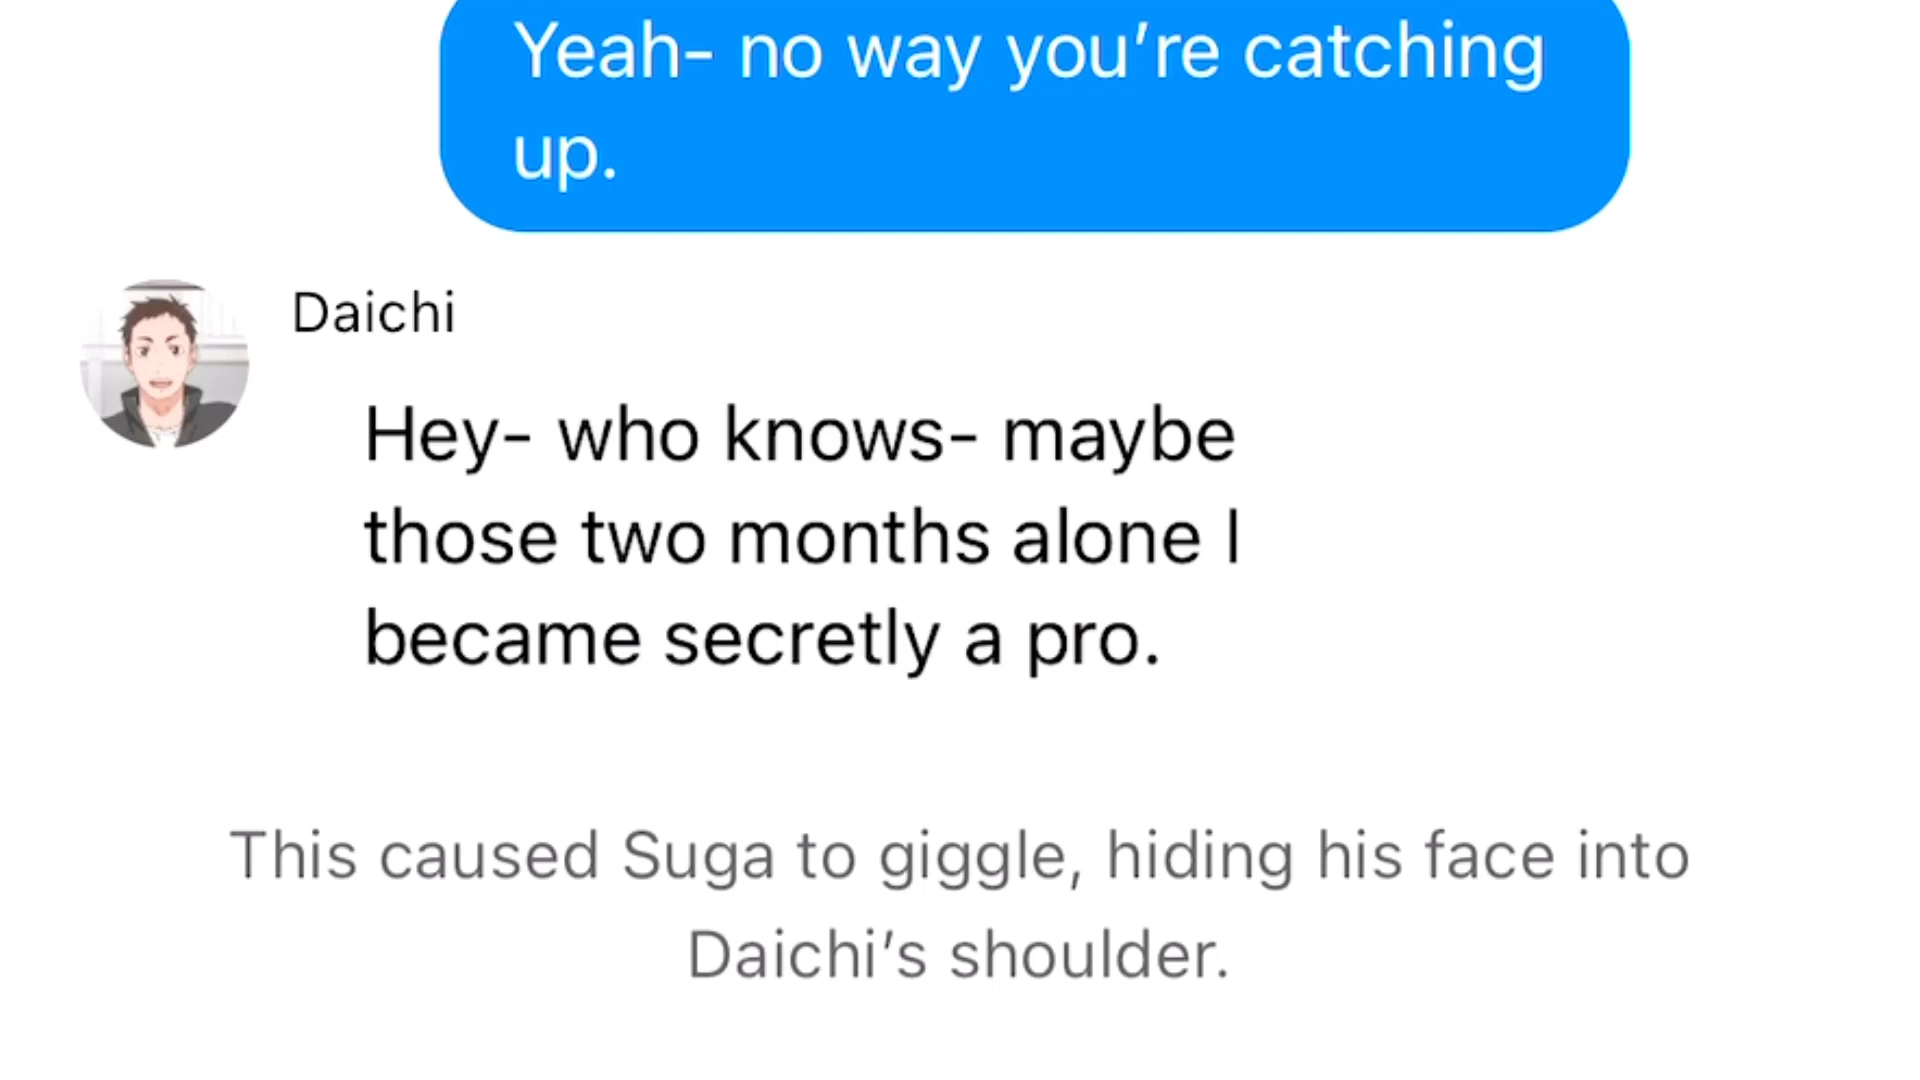 Yeah- no way you’re catching
up.
Daichi
Hey- who knows- maybe
those two months alone I
became secretly a pro.
This caused Suga to giggle, hiding his face into
Daichi’s shoulder.